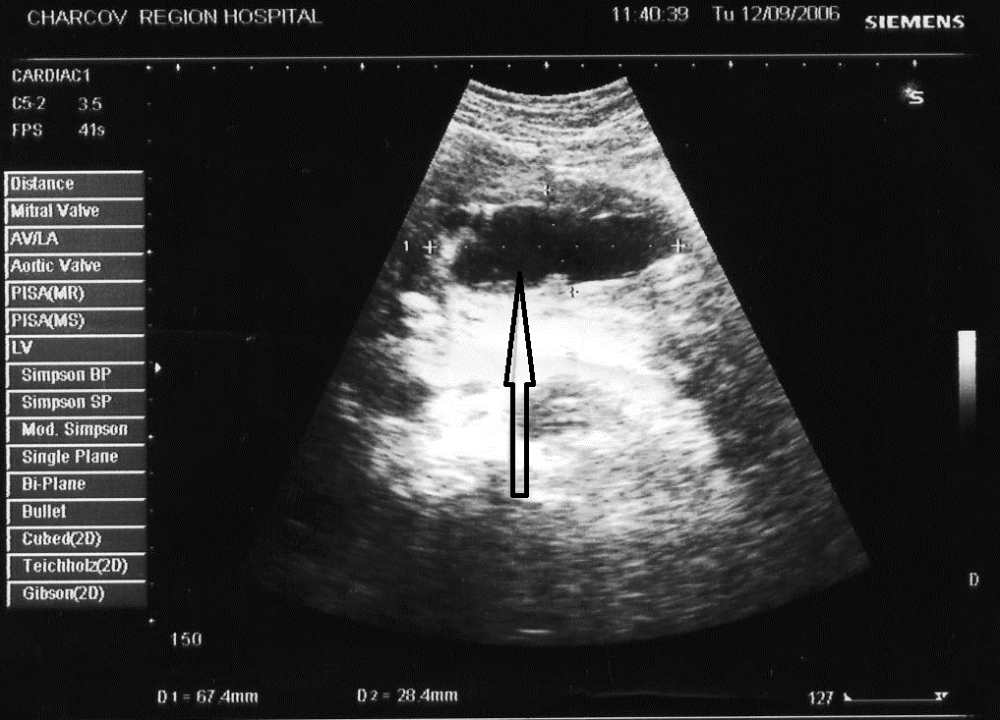 CHARCOV REGION HOSPITAL 11:40:39 Tu 12/09/2006 SIEMENS
CARDIAC1
C5-2 3.5
FPS 41s
S
Distance
Mitral Valve
AV/LA
Aortic Valve
PISA(MR)
PISA(MS)
LV
Simpson BP
Simpson SP
Mod. Simpson
Single Plane
Bi-Plane
Bullet
Cubed(2D)
Teichholz(2D)
Gibson(2D)
1
D
150
D1 = 67.4mm D2 = 28.4mm 127